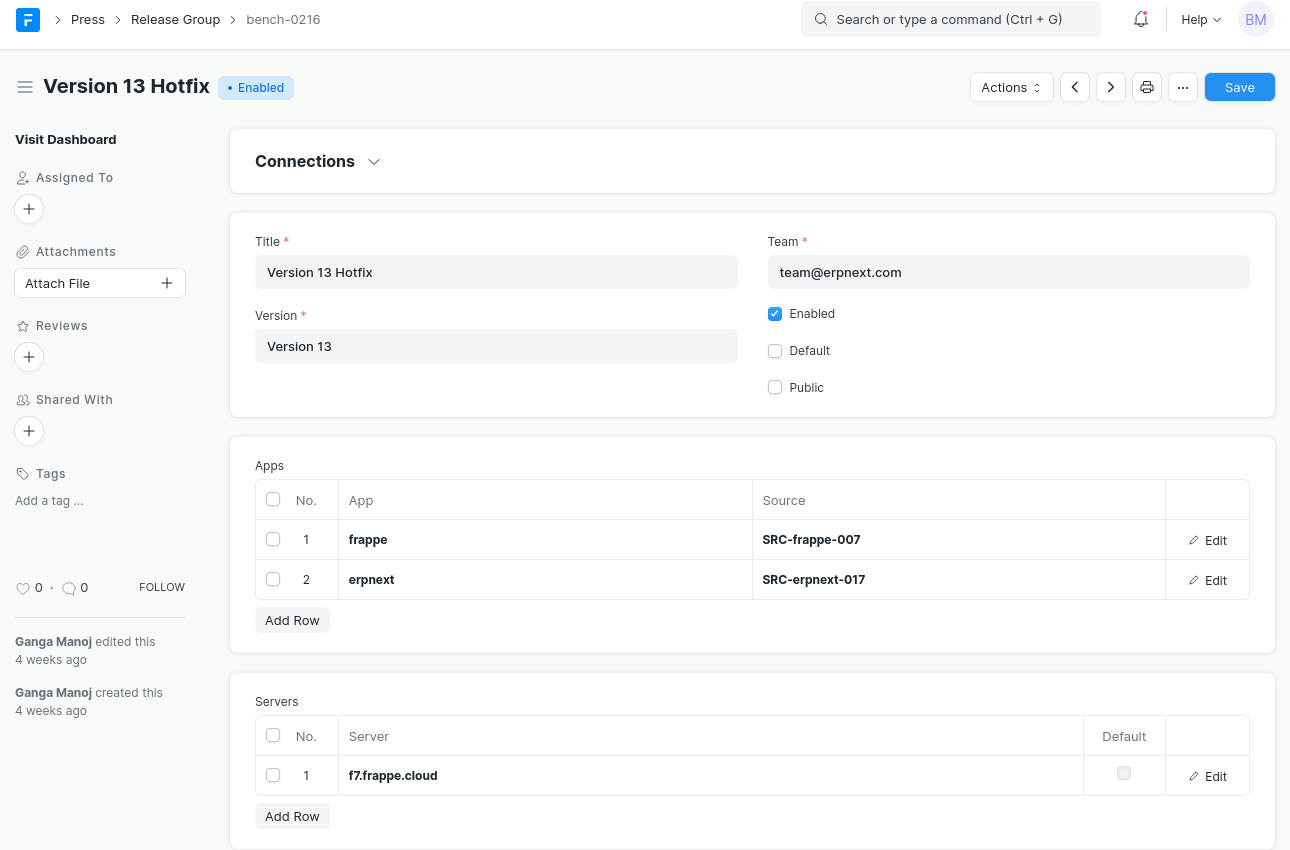 Press Release Group bench-0216
Search or type a command (Ctrl + G)
Help
BM
Version 13 Hotfix
• Enabled
Actions
...
Save
Visit Dashboard
Assigned To
Attachments
Attach File
Reviews
Shared With
Tags
Add a tag ...
0 · 0 FOLLOW
Ganga Manoj edited this
4 weeks ago
Ganga Manoj created this
4 weeks ago
Connections
Title *
Version 13 Hotfix
Version *
Version 13
Team *
team@erpnext.com
Enabled
Default
Public
Apps
No. App Source
1 frappe SRC-frappe-007 Edit
2 erpnext SRC-erpnext-017 Edit
Add Row
Servers
No. Server Default
1 f7.frappe.cloud Edit
Add Row